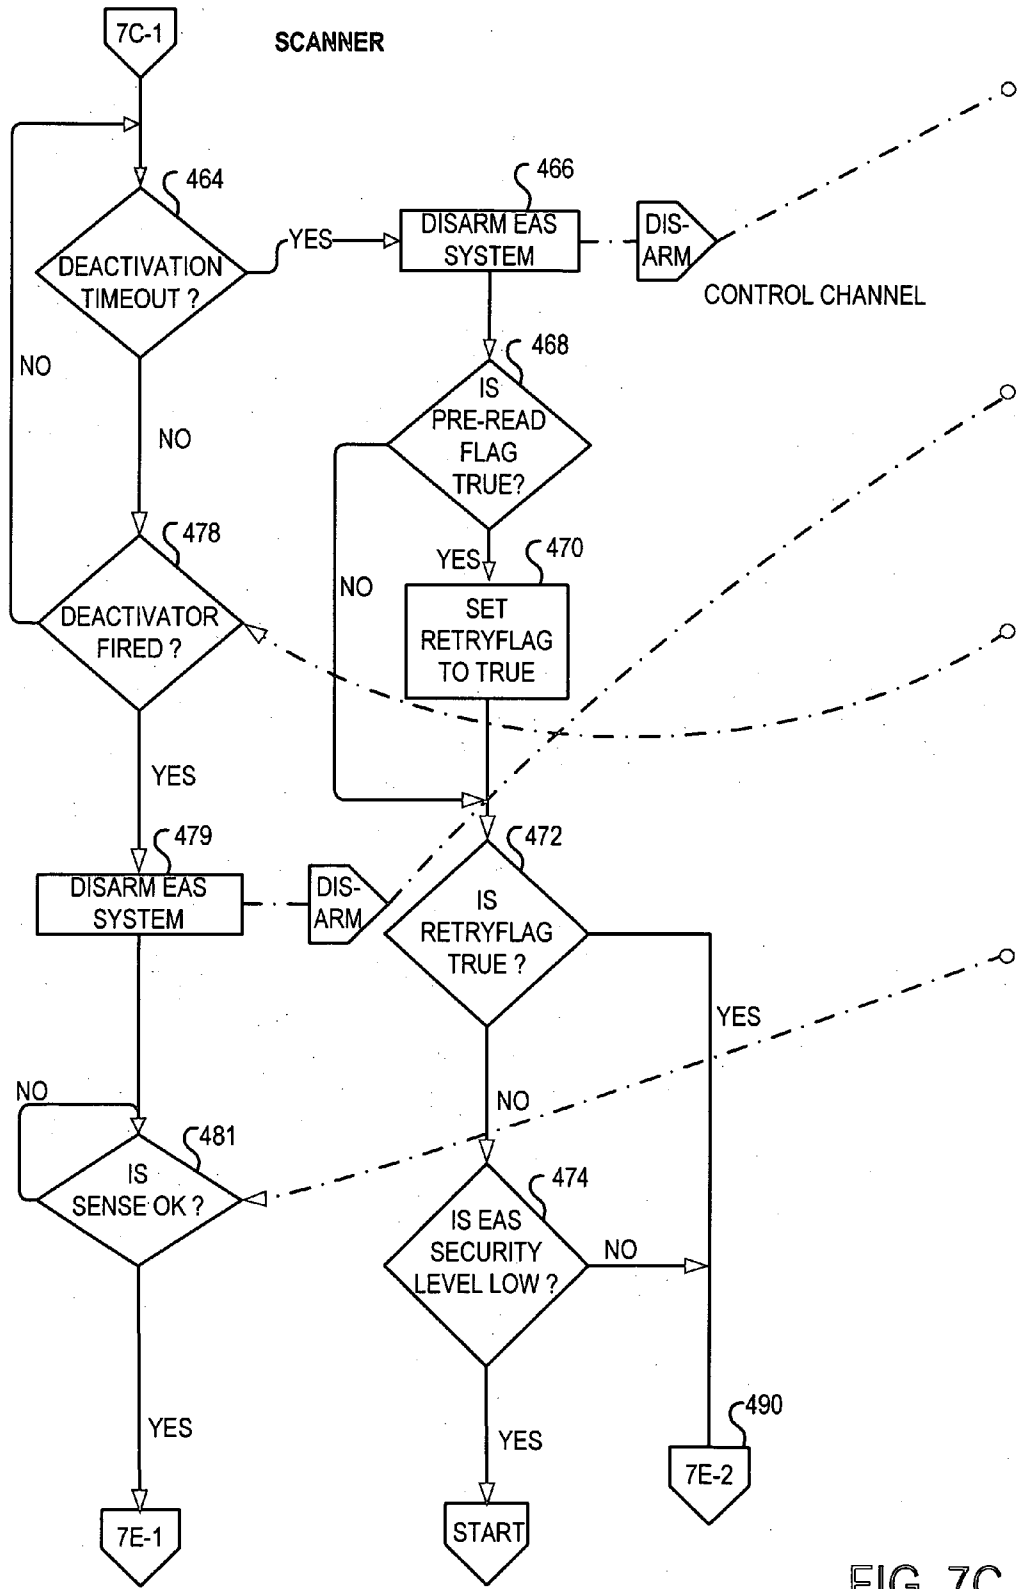 7C-1
SCANNER
464
466
YES
DISARM EAS
SYSTEM
DIS-
ARM
DEACTIVATION
TIMEOUT ?
CONTROL CHANNEL
NO
468
IS
PRE-READ
FLAG
TRUE?
NO
478
YES
470
NO
DEACTIVATOR
FIRED ?
SET
RETRYFLAG
TO TRUE
YES
479
472
DISARM EAS
SYSTEM
DIS-
ARM
IS
RETRYFLAG
TRUE ?
YES
NO
NO
481
IS
SENSE OK ?
474
IS EAS
SECURITY
LEVEL LOW ?
NO
490
YES
YES
7E-2
7E-1
START
FIG. 7C